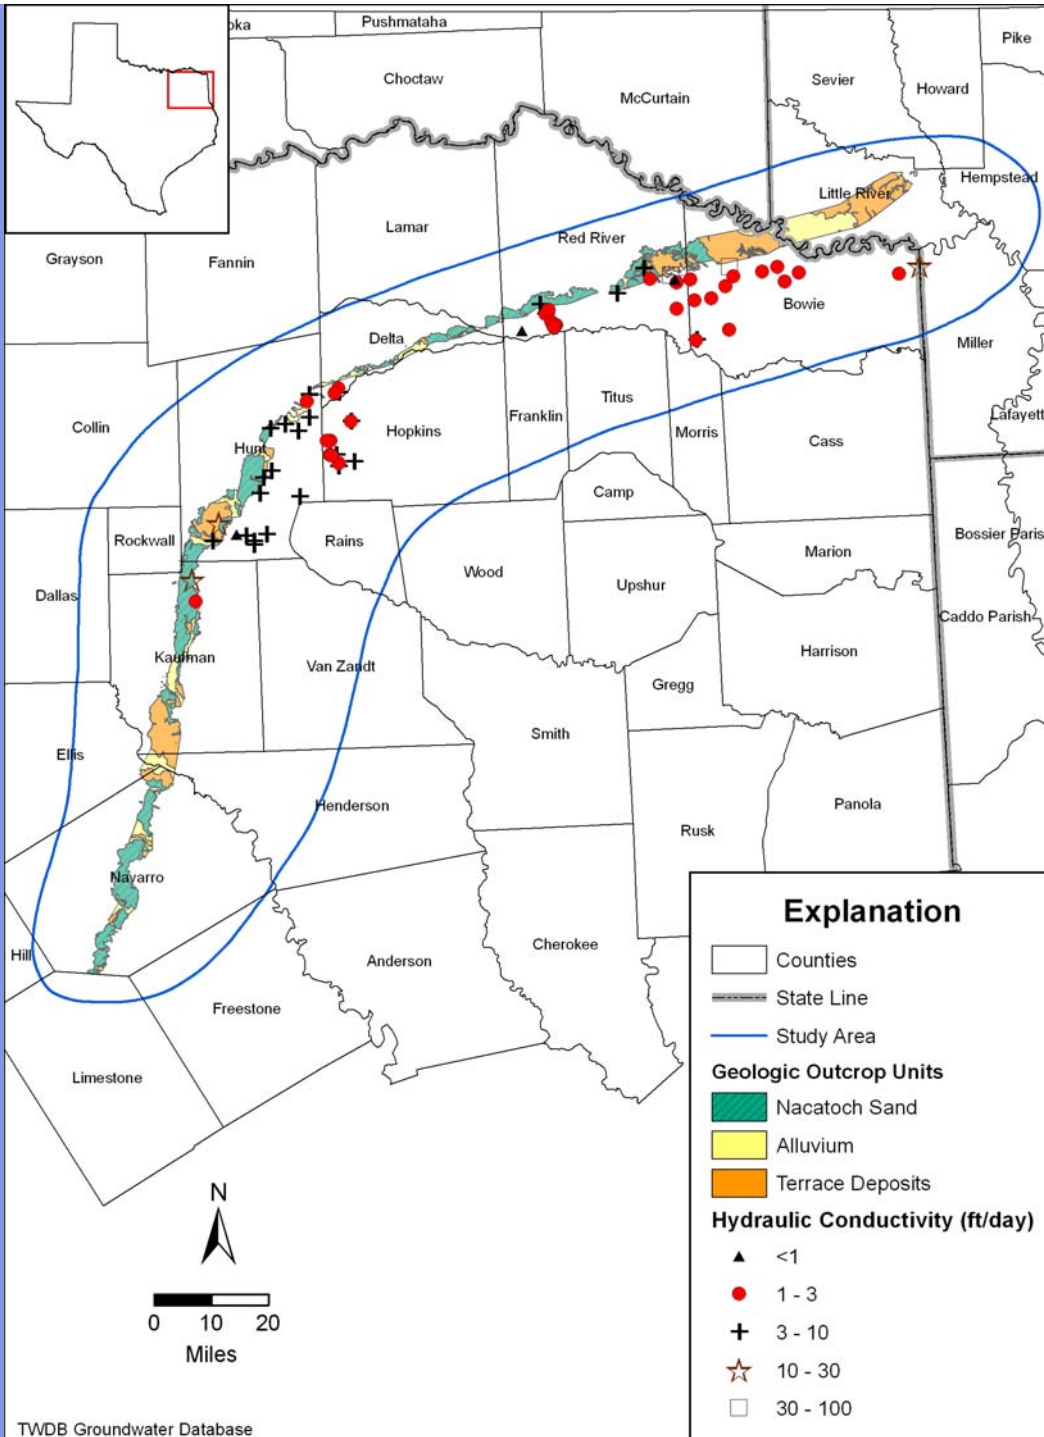 oka
Pushmataha
Pike
Choctaw
McCurtain
Sevier
Howard
Little River
Hempstead
Lamar
Red River
Grayson
Fannin
Bowie
Delta
Miller
Lafayett
Collin
Hunt
Hopkins
Franklin
Titus
Morris
Cass
Camp
Rockwall
Rains
Bossier Paris
Marion
Dallas
Wood
Upshur
Caddo Parish
Kaufman
Van Zandt
Harrison
Gregg
Ellis
Smith
Henderson
Rusk
Panola
Navarro
Hill
Anderson
Cherokee
Freestone
Limestone
Explanation
Counties
State Line
Study Area
Geologic Outcrop Units
Nacatoch Sand
Alluvium
Terrace Deposits
Hydraulic Conductivity (ft/day)
<1
1 - 3
3 - 10
10 - 30
30 - 100
N
0 10 20
Miles
TWDB Groundwater Database